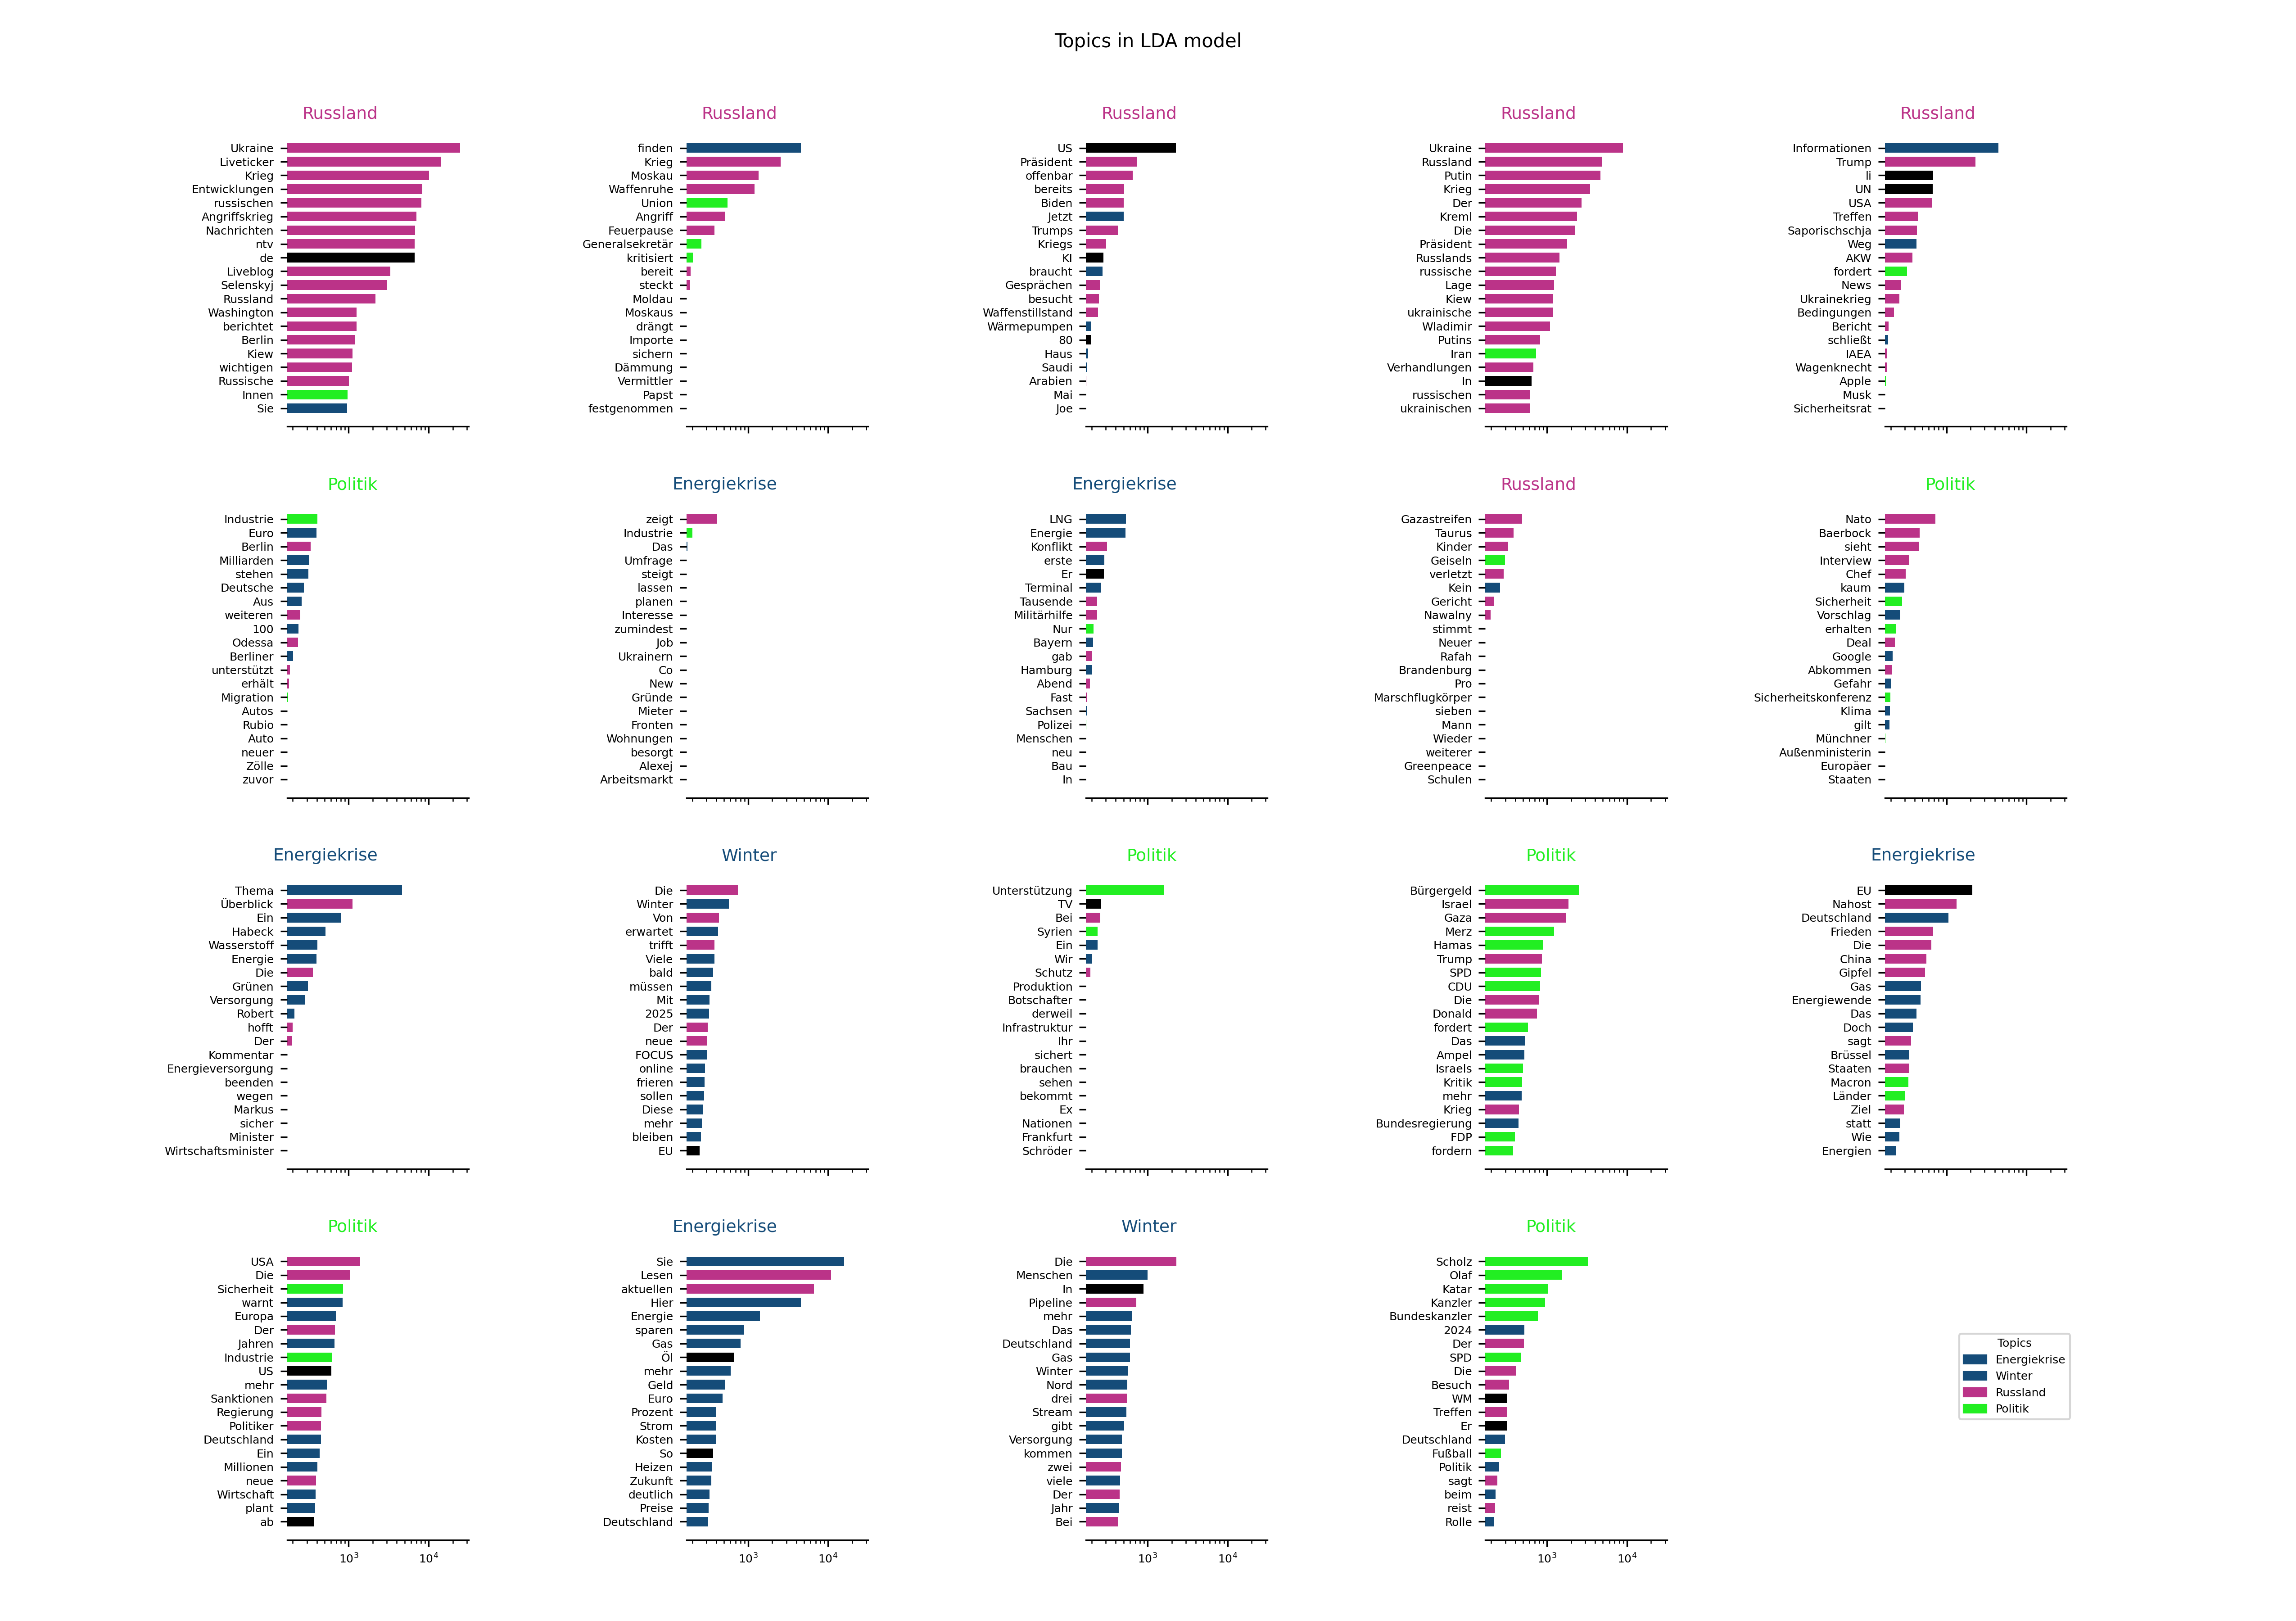 Topics in LDA model
Russland
Ukraine
Liveticker
Krieg
Entwicklungen
russischen
Angriffskrieg
Nachrichten
ntv
de
Liveblog
Selenskyj
Russland
Washington
berichtet
Berlin
Kiew
wichtigen
Russische
Innen
Sie
Russland
finden
Krieg
Moskau
Waffenruhe
Union
Angriff
Feuerpause
Generalsekretär
kritisiert
bereit
steckt
Moldau
Moskaus
drängt
Importe
sichern
Dämmung
Vermittler
Papst
festgenommen
Russland
US
Präsident
offenbar
bereits
Biden
Jetzt
Trumps
Kriegs
KI
braucht
Gesprächen
besucht
Waffenstillstand
Wärmepumpen
80
Haus
Saudi
Arabien
Mai
Joe
Russland
Ukraine
Russland
Putin
Krieg
Der
Kreml
Die
Präsident
Russlands
russische
Lage
Kiew
ukrainische
Wladimir
Putins
Iran
Verhandlungen
In
russischen
ukrainischen
Russland
Informationen
Trump
li
UN
USA
Treffen
Saporischschja
Weg
AKW
fordert
News
Ukrainekrieg
Bedingungen
Bericht
schließt
IAEA
Wagenknecht
Apple
Musk
Sicherheitsrat
Politik
Industrie
Euro
Berlin
Milliarden
stehen
Deutsche
Aus
weiteren
100
Odessa
Berliner
unterstützt
erhält
Migration
Autos
Rubio
Auto
neuer
Zölle
zuvor
Energiekrise
zeigt
Industrie
Das
Umfrage
steigt
lassen
planen
Interesse
zumindest
Job
Ukrainern
Co
New
Gründe
Mieter
Fronten
Wohnungen
besorgt
Alexej
Arbeitsmarkt
Energiekrise
LNG
Energie
Konflikt
erste
Er
Terminal
Tausende
Militärhilfe
Nur
Bayern
gab
Hamburg
Abend
Fast
Sachsen
Polizei
Menschen
neu
Bau
In
Russland
Gazastreifen
Taurus
Kinder
Geiseln
verletzt
Kein
Gericht
Nawalny
stimmt
Neuer
Rafah
Brandenburg
Pro
Marschflugkörper
sieben
Mann
Wieder
weiterer
Greenpeace
Schulen
Politik
Nato
Baerbock
sieht
Interview
Chef
kaum
Sicherheit
Vorschlag
erhalten
Deal
Google
Abkommen
Gefahr
Sicherheitskonferenz
Klima
gilt
Münchner
Außenministerin
Europäer
Staaten
Energiekrise
Thema
Überblick
Ein
Habeck
Wasserstoff
Energie
Die
Grünen
Versorgung
Robert
hofft
Der
Kommentar
Energieversorgung
beenden
wegen
Markus
sicher
Minister
Wirtschaftsminister
Winter
Die
Winter
Von
erwartet
trifft
Viele
bald
müssen
Mit
2025
Der
neue
FOCUS
online
frieren
sollen
Diese
mehr
bleiben
EU
Politik
Unterstützung
TV
Bei
Syrien
Ein
Wir
Schutz
Produktion
Botschafter
derweil
Infrastruktur
Ihr
sichert
brauchen
sehen
bekommt
Ex
Nationen
Frankfurt
Schröder
Politik
Bürgergeld
Israel
Gaza
Merz
Hamas
Trump
SPD
CDU
Die
Donald
fordert
Das
Ampel
Israels
Kritik
mehr
Krieg
Bundesregierung
FDP
fordern
Energiekrise
EU
Nahost
Deutschland
Frieden
Die
China
Gipfel
Gas
Energiewende
Das
Doch
sagt
Brüssel
Staaten
Macron
Länder
Ziel
statt
Wie
Energien
Politik
USA
Die
Sicherheit
warnt
Europa
Der
Jahren
Industrie
US
mehr
Sanktionen
Regierung
Politiker
Deutschland
Ein
Millionen
neue
Wirtschaft
plant
ab
10³ 10⁴
Energiekrise
Sie
Lesen
aktuellen
Hier
Energie
sparen
Gas
Öl
mehr
Geld
Euro
Prozent
Strom
Kosten
So
Heizen
Zukunft
deutlich
Preise
Deutschland
10³ 10⁴
Winter
Die
Menschen
In
Pipeline
mehr
Das
Deutschland
Gas
Winter
Nord
drei
Stream
gibt
Versorgung
kommen
zwei
viele
Der
Jahr
Bei
10³ 10⁴
Politik
Scholz
Olaf
Katar
Kanzler
Bundeskanzler
2024
Der
SPD
Die
Besuch
WM
Treffen
Er
Deutschland
Fußball
Politik
sagt
beim
reist
Rolle
10³ 10⁴
Topics
Energiekrise
Winter
Russland
Politik